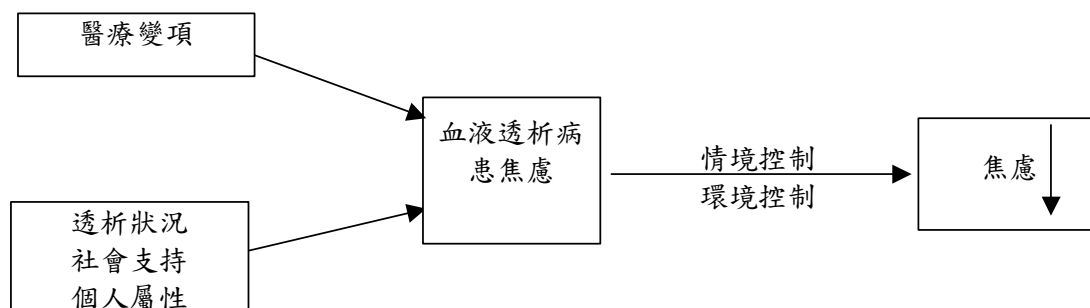 醫療變項
血液透析病
患焦慮
情境控制
環境控制
焦慮
透析狀況
社會支持
個人屬性